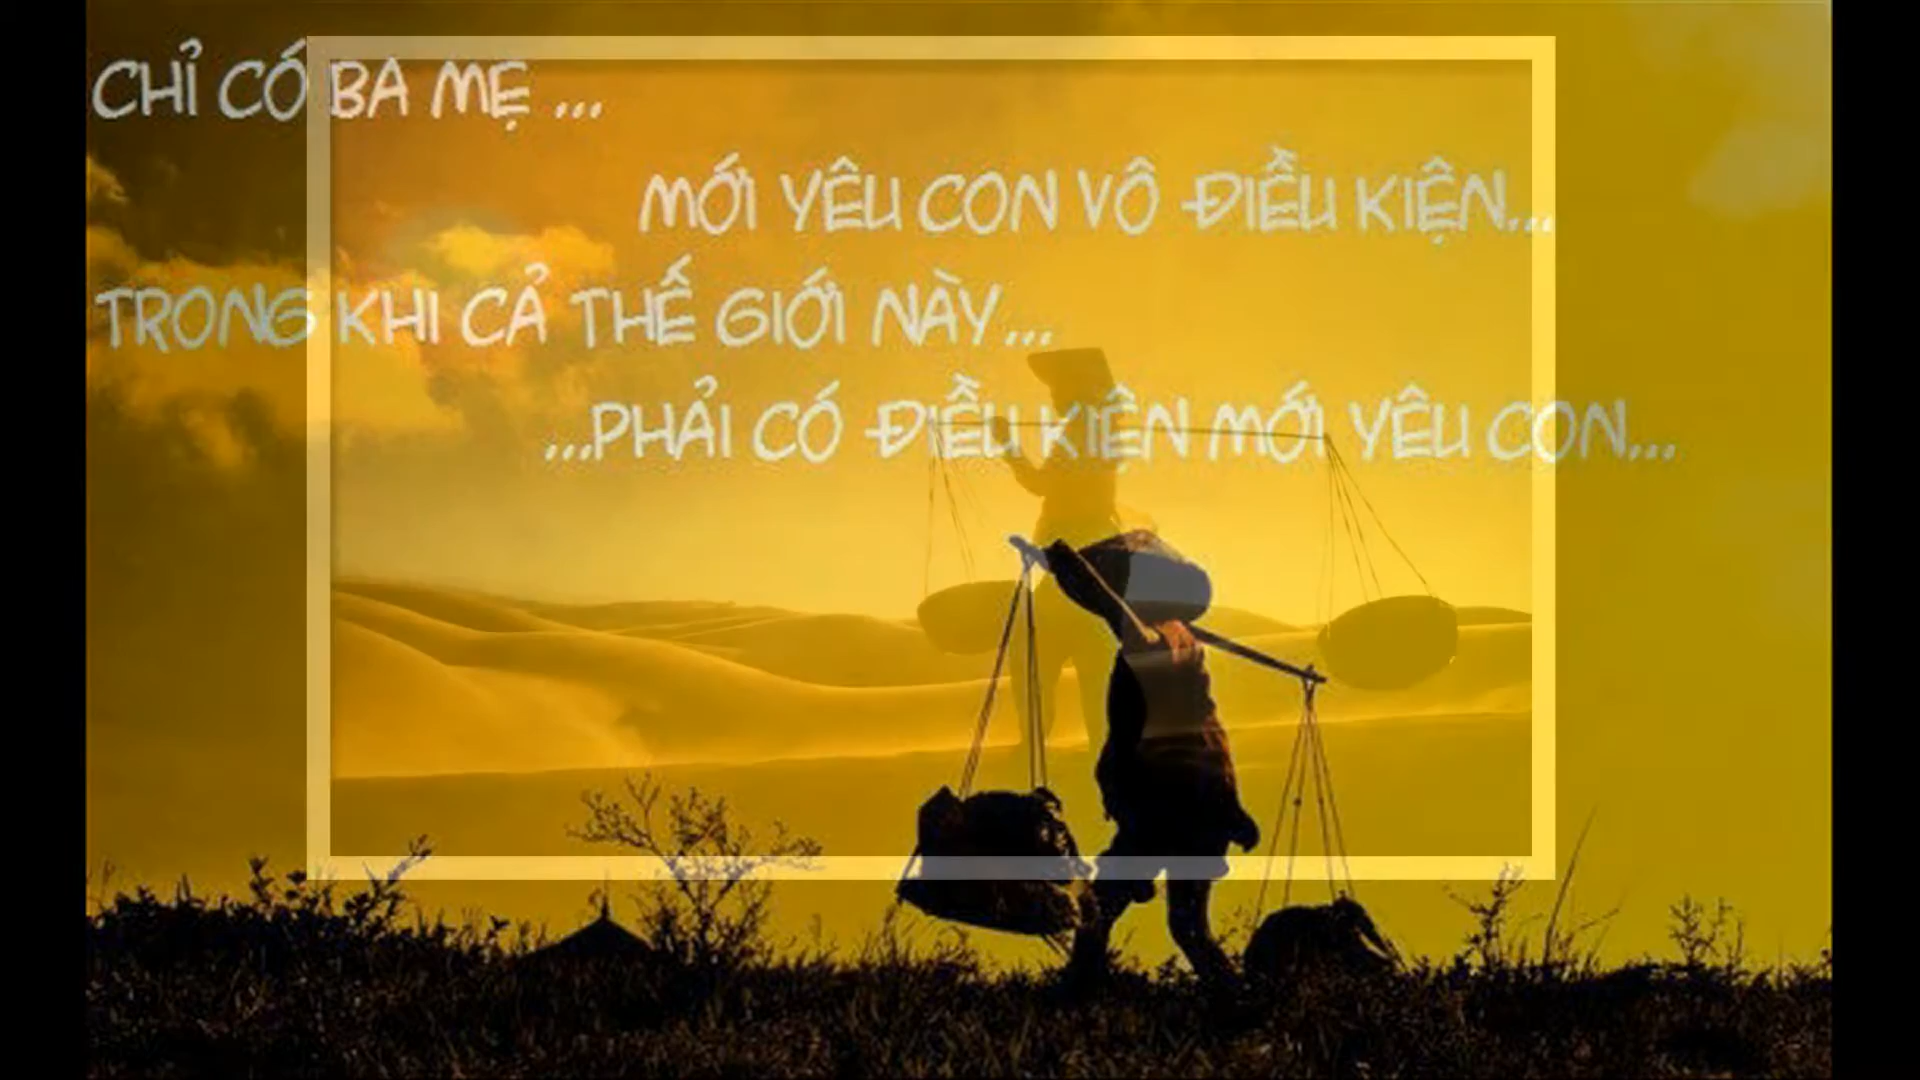 CHỈ CÓ BA MẸ ...
MỚI YÊU CON VÔ ĐIỀU KIỆN...
TRONG KHI CẢ THẾ GIỚI NÀY...
...PHẢI CÓ ĐIỀU KIỆN MỚI YÊU CON...